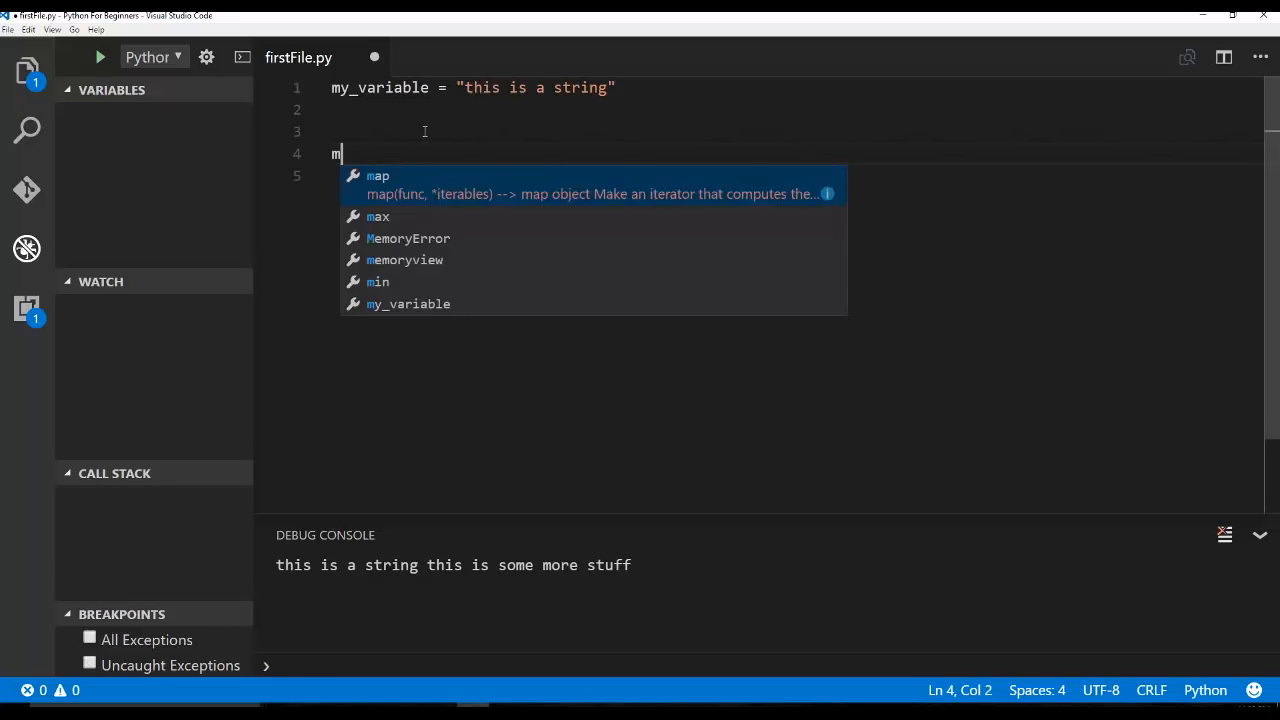 ● firstFile.py - Python For Beginners - Visual Studio Code
File Edit View Go Help
Python
firstFile.py
VARIABLES
1 my_variable = "this is a string"
2
3
4 m
5
map
map(func, *iterables) --> map object Make an iterator that computes the...
max
MemoryError
memoryview
min
my_variable
1
1
WATCH
CALL STACK
BREAKPOINTS
All Exceptions
Uncaught Exceptions
DEBUG CONSOLE
this is a string this is some more stuff
0 0
Ln 4, Col 2 Spaces: 4 UTF-8 CRLF Python